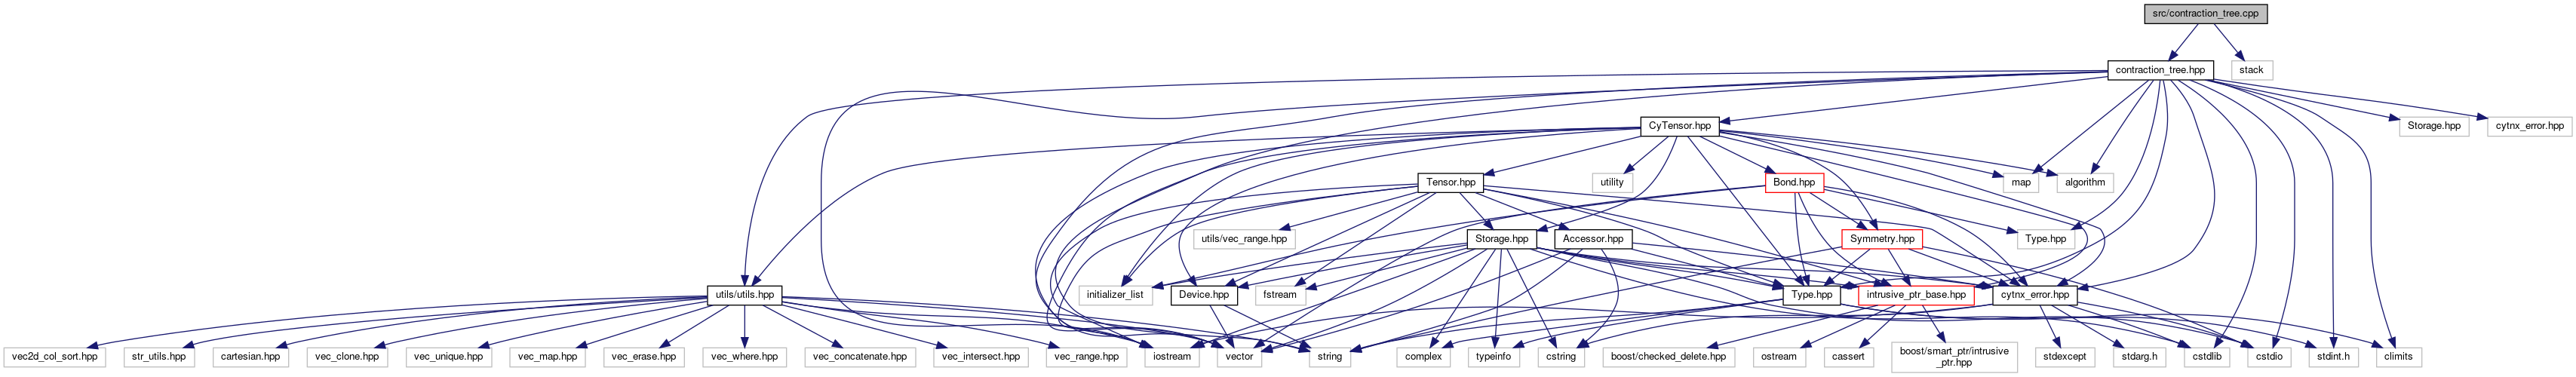 src/contraction_tree.cpp
contraction_tree.hpp
stack
CyTensor.hpp
Storage.hpp
cytnx_error.hpp
Tensor.hpp
utility
Bond.hpp
map
algorithm
utils/vec_range.hpp
Storage.hpp
Accessor.hpp
Symmetry.hpp
Type.hpp
utils/utils.hpp
initializer_list
Device.hpp
fstream
Type.hpp
intrusive_ptr_base.hpp
cytnx_error.hpp
vec2d_col_sort.hpp
str_utils.hpp
cartesian.hpp
vec_clone.hpp
vec_unique.hpp
vec_map.hpp
vec_erase.hpp
vec_where.hpp
vec_concatenate.hpp
vec_intersect.hpp
vec_range.hpp
iostream
vector
string
complex
typeinfo
cstring
boost/checked_delete.hpp
ostream
cassert
boost/smart_ptr/intrusive
_ptr.hpp
stdexcept
stdarg.h
cstdlib
cstdio
stdint.h
climits